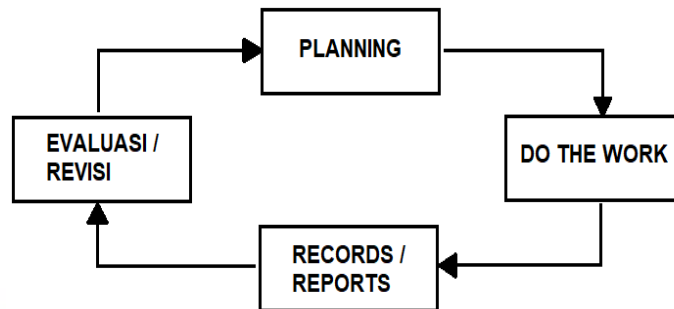 PLANNING
DO THE WORK
RECORDS /
REPORTS
EVALUASI /
REVISI